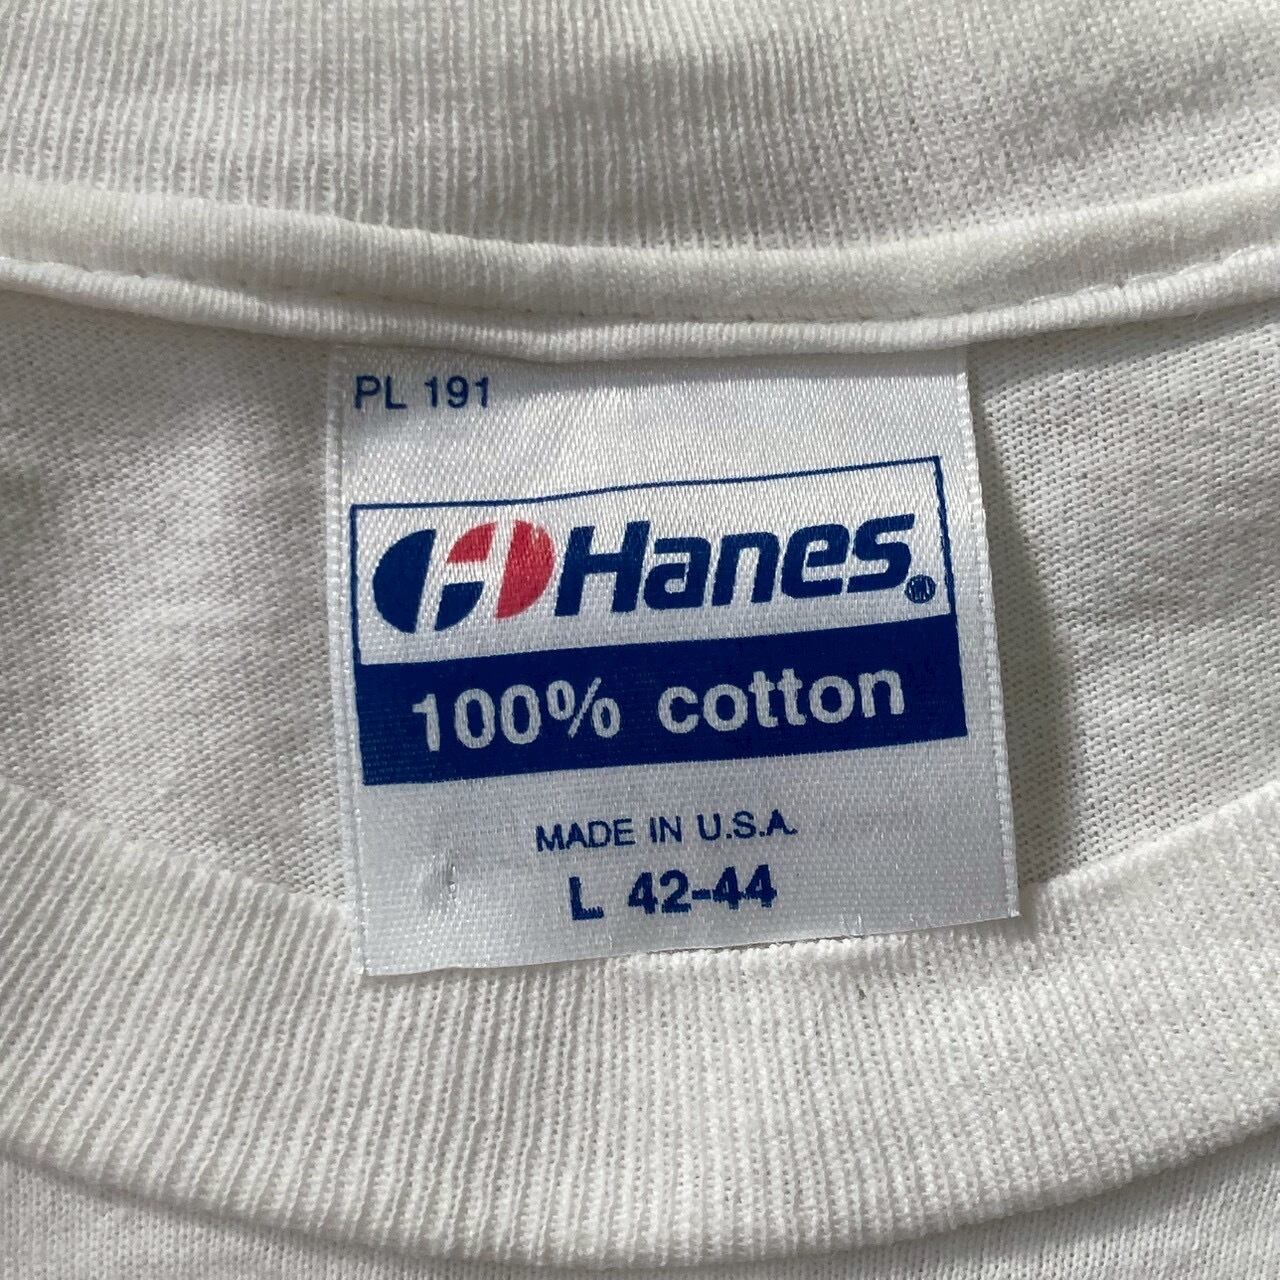 PL 191
Hanes®
100% cotton
MADE IN U.S.A.
L 42-44